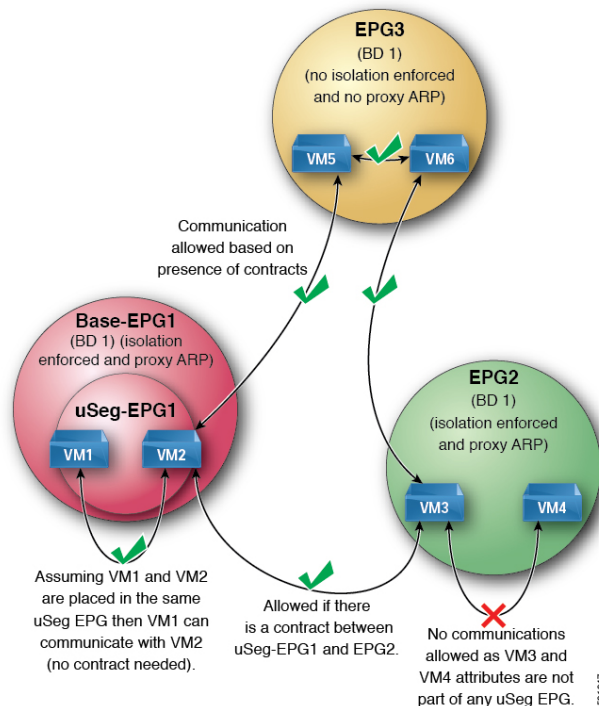 EPG3
(BD 1)
(no isolation enforced
and no proxy ARP)
VM5
VM6
Communication
allowed based on
presence of contracts
Base-EPG1
(BD 1) (isolation
enforced and proxy ARP)
uSeg-EPG1
VM1
VM2
EPG2
(BD 1)
(isolation enforced
and proxy ARP)
VM3
VM4
Assuming VM1 and VM2
are placed in the same
uSeg EPG then VM1 can
communicate with VM2
(no contract needed).
Allowed if there
is a contract between
uSeg-EPG1 and EPG2.
No communications
allowed as VM3 and
VM4 attributes are not
part of any uSeg EPG.